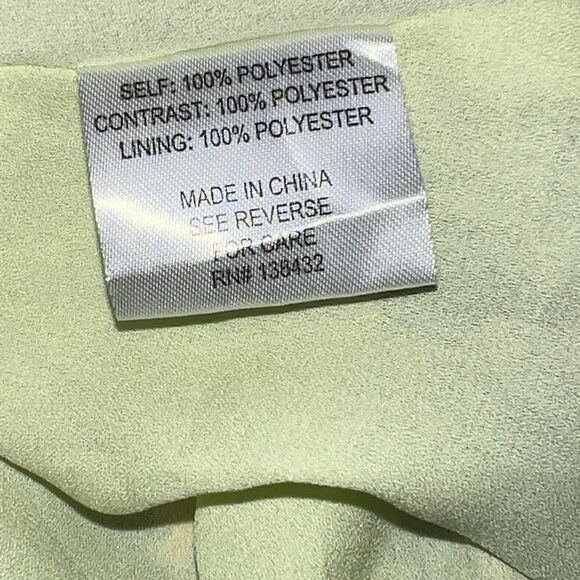 SELF: 100% POLYESTER
CONTRAST: 100% POLYESTER
LINING: 100% POLYESTER
MADE IN CHINA
SEE REVERSE
FOR CARE
RN# 138432